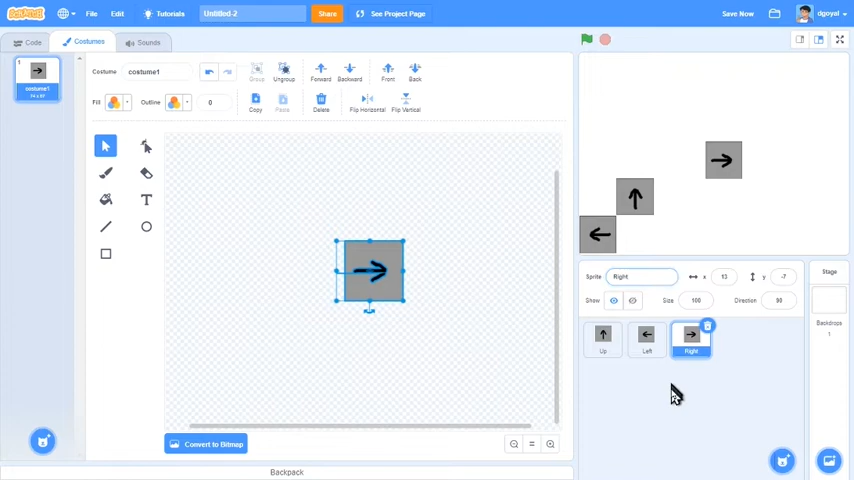 SCRATCH File Edit Tutorials Untitled-2 Share See Project Page Save Now dgoyal
Code Costumes Sounds
1
costume1
Costume costume1 Group Ungroup Forward Backward Front Back
Fill Outline 0 Copy Paste Delete Flip Horizontal Flip Vertical
T
Convert to Bitmap
Backpack
Sprite Right x 13 y -7
Show Size 100 Direction 90
Up Left Right
Stage
Backdrops
1